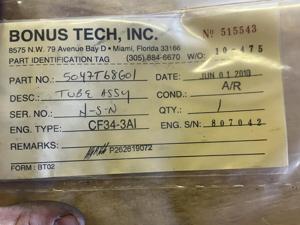 BONUS TECH, INC. Nº 515543
8575 N.W. 79 Avenue Bay D • Miami, Florida 33166
PART IDENTIFICATION TAG (305) 884-6670 W/O: 10-475
PART NO.: 5047T68G01 DATE: JUN 01 2010
DESC.: TUBE ASSY COND.: A/R
SER. NO.: N-S-N QTY.: 1
ENG. TYPE: CF34-3AI ENG. S/N: 807042
REMARKS: P262619072
FORM : BT02